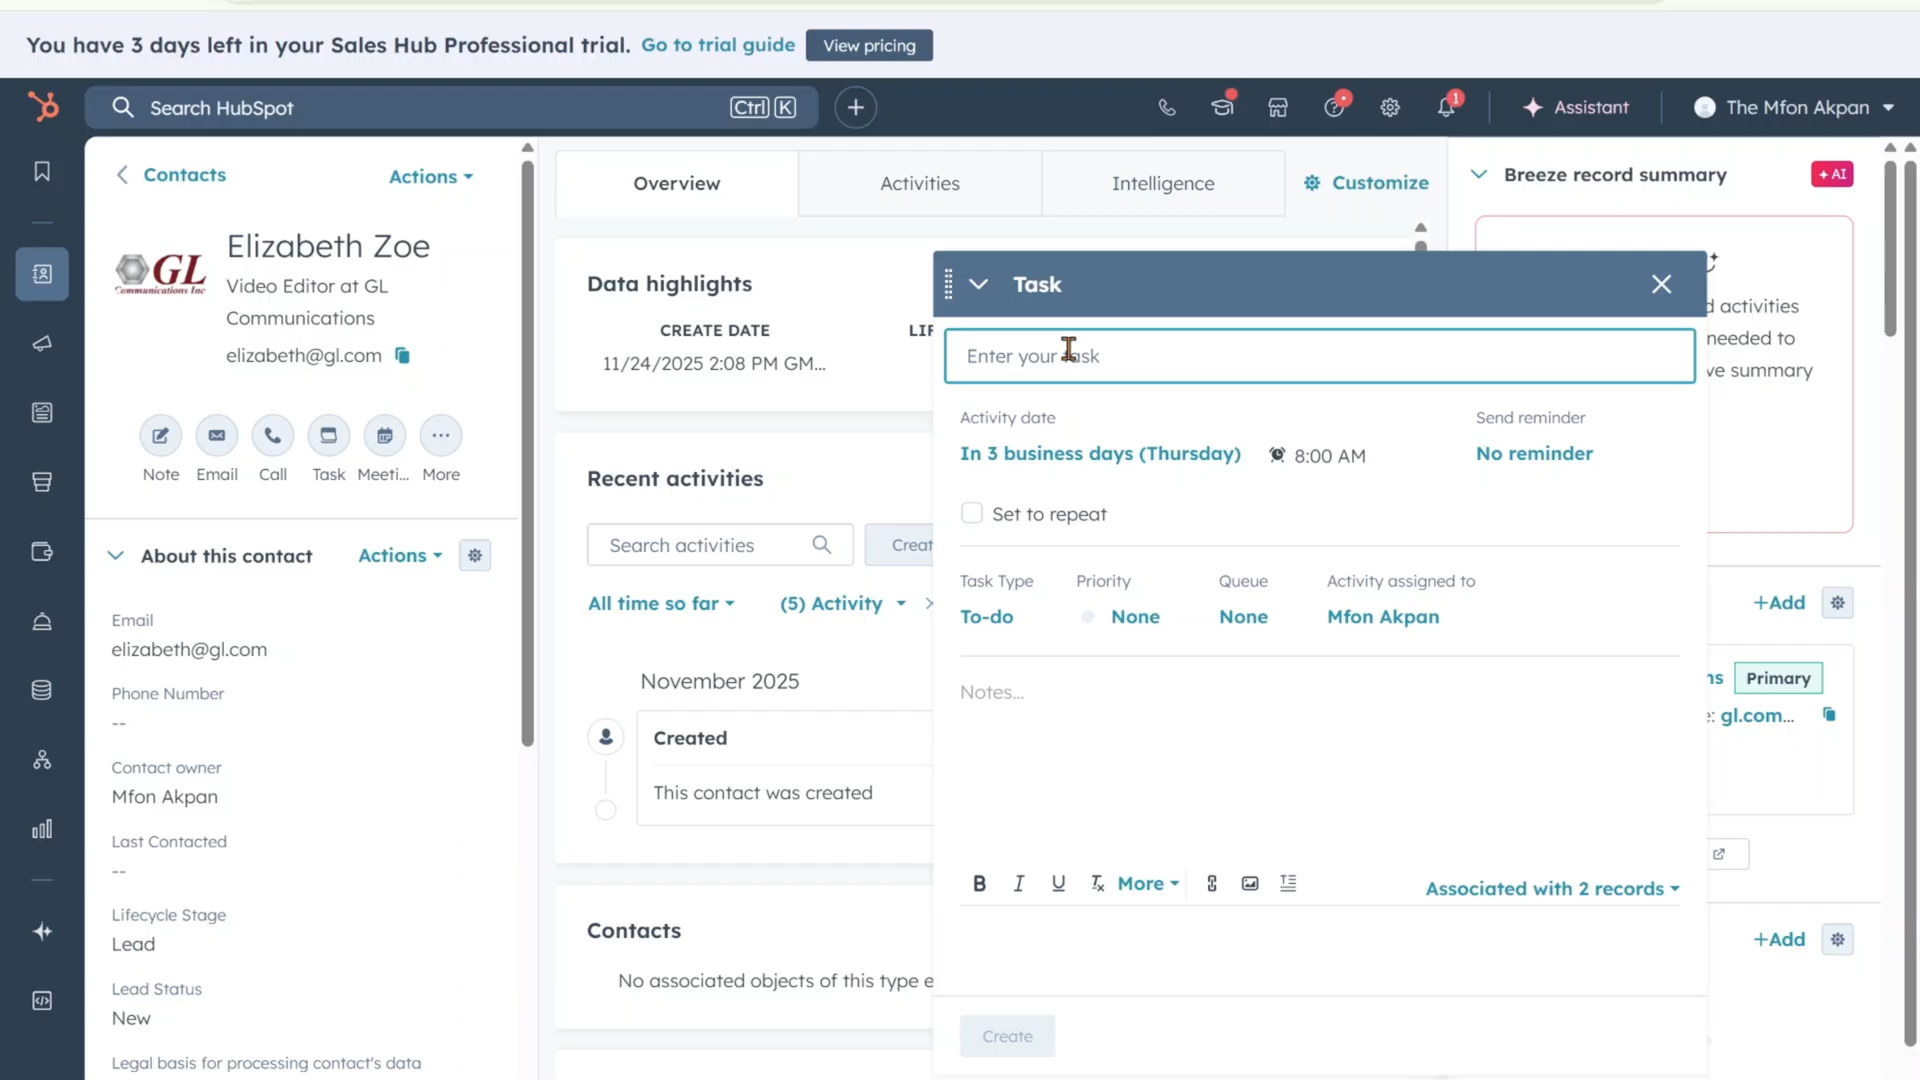 You have 3 days left in your Sales Hub Professional trial. Go to trial guide View pricing
Search HubSpot Ctrl K
1
Assistant
The Mfon Akpan
Contacts
Actions
GL
Communications Inc
Elizabeth Zoe
Video Editor at GL
Communications
elizabeth@gl.com
Note Email Call Task Meeti... More
About this contact Actions
Email
elizabeth@gl.com
Phone Number
--
Contact owner
Mfon Akpan
Last Contacted
--
Lifecycle Stage
Lead
Lead Status
New
Legal basis for processing contact's data
Overview Activities Intelligence Customize
Data highlights
CREATE DATE
11/24/2025 2:08 PM GM...
LIF
Recent activities
Search activities
Creat
All time so far (5) Activity
November 2025
Created
This contact was created
Contacts
No associated objects of this type e
Task
Enter your task
Activity date
In 3 business days (Thursday) 8:00 AM
Send reminder
No reminder
Set to repeat
Task Type Priority Queue Activity assigned to
To-do None None Mfon Akpan
Notes...
B I U Tx More
Associated with 2 records
Create
Breeze record summary AI
d activities
needed to
ve summary
+Add
ns Primary
: gl.com...
+Add